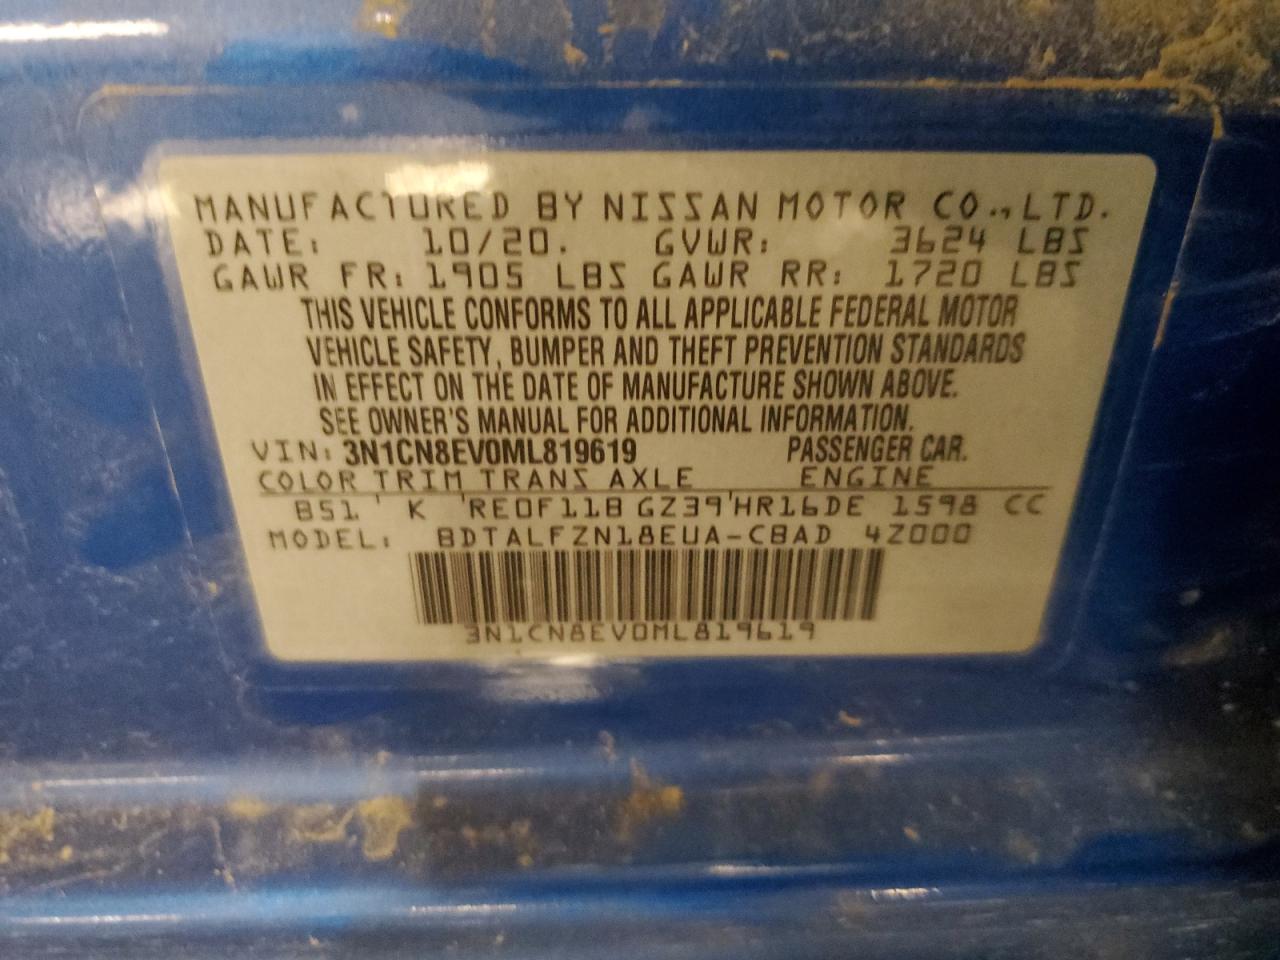 MANUFACTURED BY NISSAN MOTOR CO., LTD.
DATE: 10/20. GVWR: 3624 LBS
GAWR FR: 1905 LBS GAWR RR: 1720 LBS
THIS VEHICLE CONFORMS TO ALL APPLICABLE FEDERAL MOTOR
VEHICLE SAFETY, BUMPER AND THEFT PREVENTION STANDARDS
IN EFFECT ON THE DATE OF MANUFACTURE SHOWN ABOVE.
SEE OWNER'S MANUAL FOR ADDITIONAL INFORMATION.
VIN: 3N1CN8EV0ML819619 PASSENGER CAR.
COLOR TRIM TRANS AXLE ENGINE
B51 ' K 'RE0F11B GZ39'HR16DE 1598 CC
MODEL: BDTALFZN18EUA-CBAD 4Z000
3N1CN8EV0ML819619